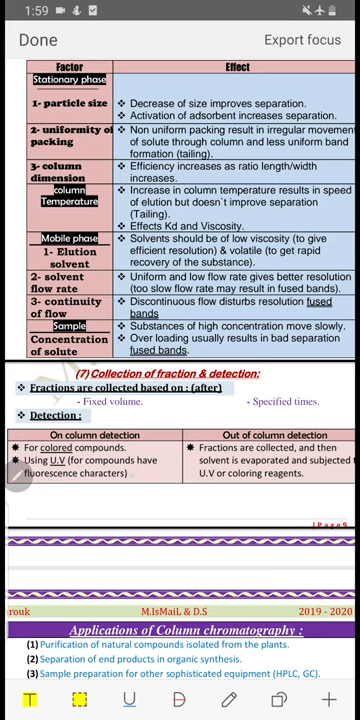 1:59
Done
Export focus
Factor
Effect
Stationary phase
1- particle size
❖ Decrease of size improves separation.
❖ Activation of adsorbent increases separation.
2- uniformity of packing
❖ Non uniform packing result in irregular movemen
of solute through column and less uniform band
formation (tailing).
3- column
dimension
❖ Efficiency increases as ratio length/width
increases.
column
Temperature
❖ Increase in column temperature results in speed
of elution but doesn`t improve separation
(Tailing).
❖ Effects Kd and Viscosity.
Mobile phase
1- Elution
solvent
❖ Solvents should be of low viscosity (to give
efficient resolution) & volatile (to get rapid
recovery of the substance).
2- solvent
flow rate
❖ Uniform and low flow rate gives better resolution
(too slow flow rate may result in fused bands).
3- continuity
of flow
❖ Discontinuous flow disturbs resolution fused
bands
Sample
Concentration
of solute
❖ Substances of high concentration move slowly.
❖ Over loading usually results in bad separation
fused bands.
(7) Collection of fraction & detection:
❖ Fractions are collected based on : (after)
- Fixed volume.
- Specified times.
❖ Detection :
On column detection
Out of column detection
✷ For colored compounds.
✷ Using U.V (for compounds have
fluorescence characters)
✷ Fractions are collected, and then
solvent is evaporated and subjected t
U.V or coloring reagents.
| P a g e 9
rouk
M.IsMaiL & D.S
2019 - 2020
Applications of Column chromatography :
(1) Purification of natural compounds isolated from the plants.
(2) Separation of end products in organic synthesis.
(3) Sample preparation for other sophisticated equipment (HPLC, GC).